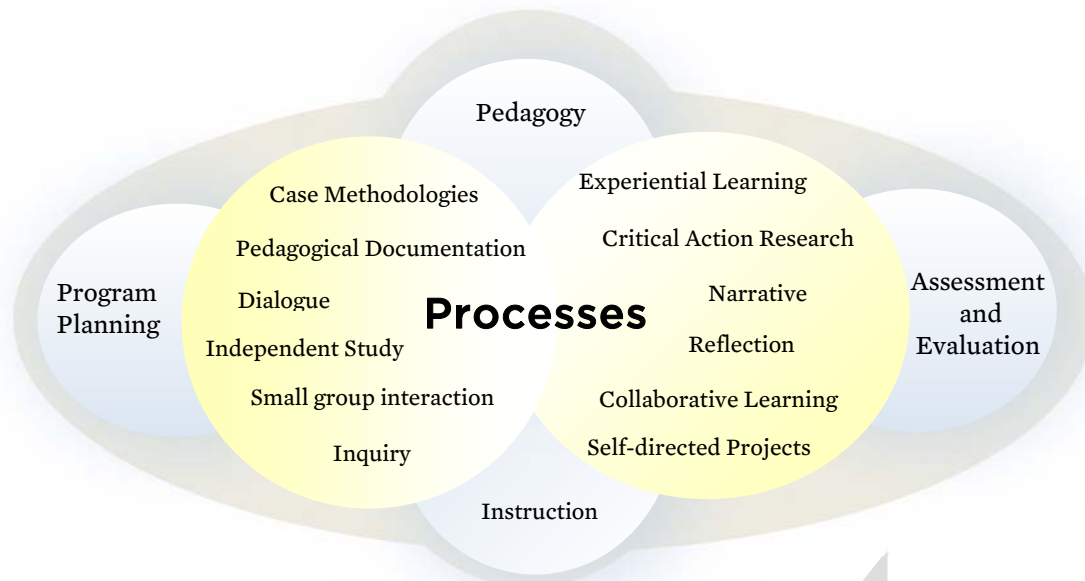 Pedagogy
Case Methodologies
Pedagogical Documentation
Dialogue
Independent Study
Small group interaction
Inquiry
Processes
Experiential Learning
Critical Action Research
Narrative
Reflection
Collaborative Learning
Self-directed Projects
Program
Planning
Assessment
and
Evaluation
Instruction